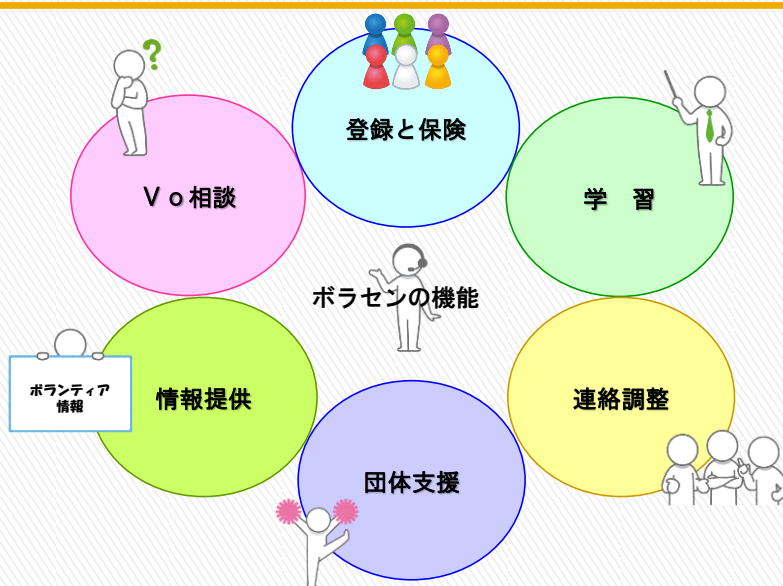 ?
登録と保険
Ｖｏ相談
学　習
ボラセンの機能
ボランティア
情報
情報提供
連絡調整
団体支援